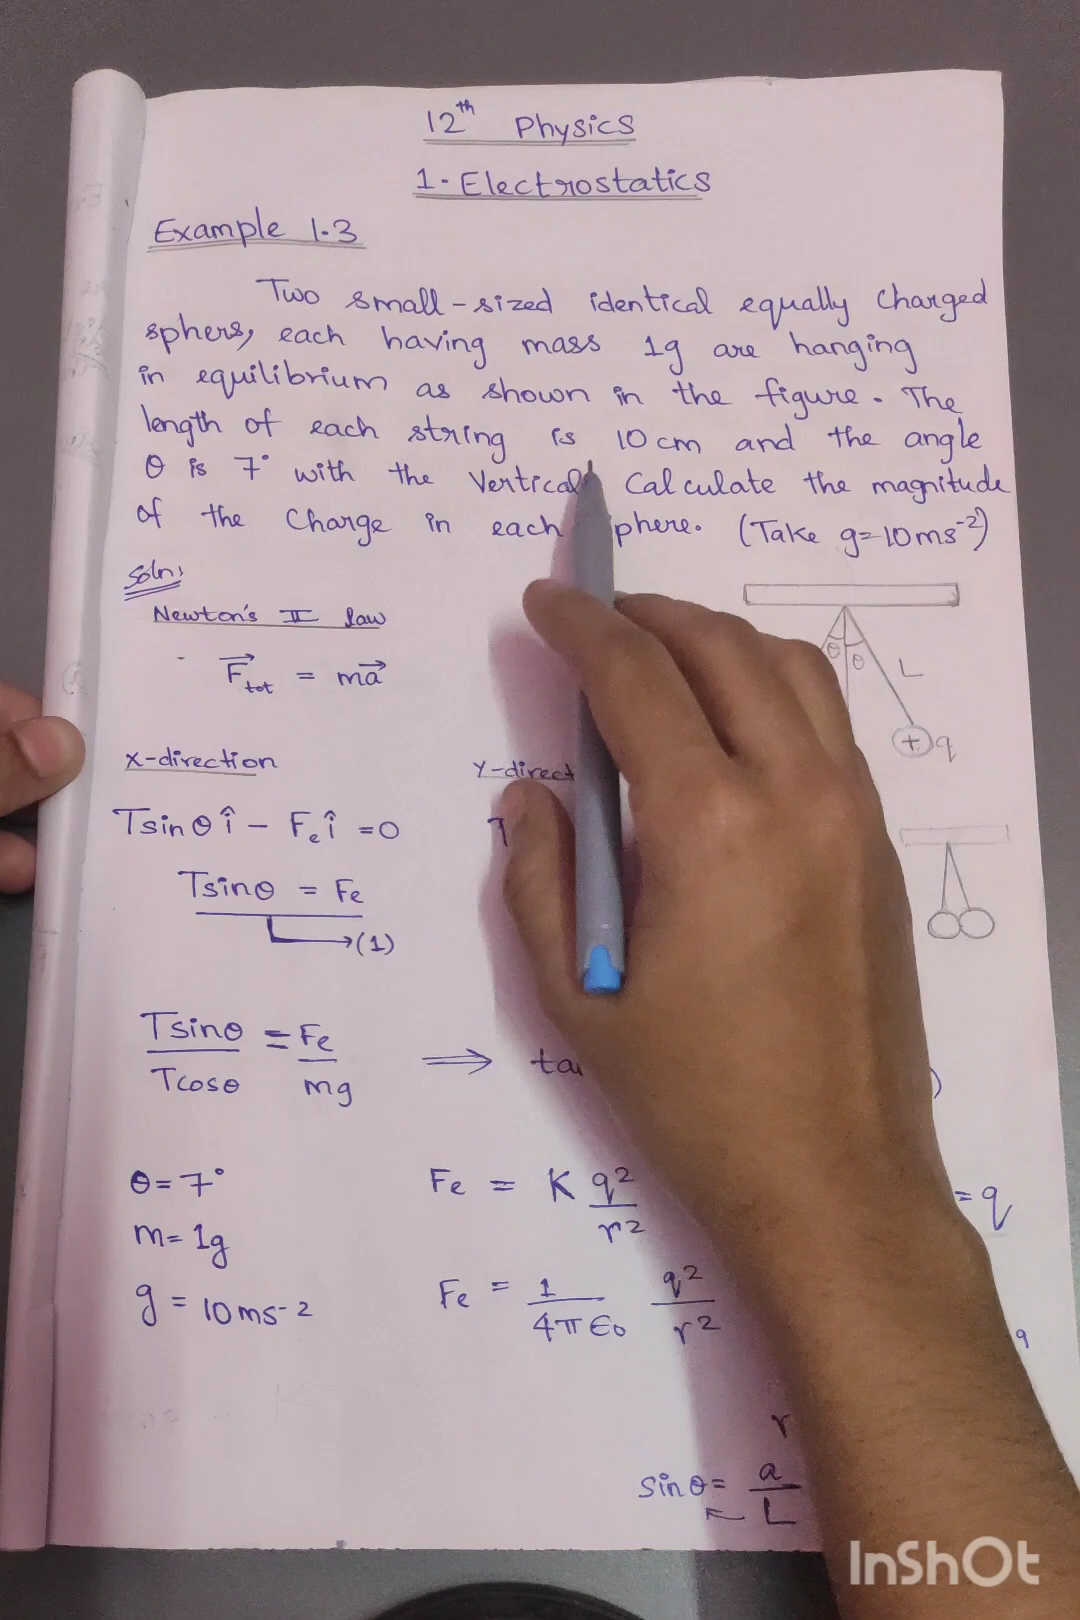 12th Physics
1. Electrostatics
Example 1.3
Two small-sized identical equally charged
sphers, each having mass 1g are hanging
in equilibrium as shown in the figure. The
length of each string is 10 cm and the angle
θ is 7° with the vertical Calculate the magnitude
of the charge in each phere. (Take g=10ms⁻²)
Soln;
Newton's II law
F⃗tot = ma⃗
θ θ L
+ q
x-direction Y-direct
Tsinθ î – Fe î = 0 T
Tsinθ = Fe
→(1)
Tsinθ/Tcosθ = Fe/mg ⟹ ta
)
θ = 7° Fe = K q²/r² = q
m = 1g
g = 10ms⁻² Fe = 1/4πε₀ q²/r²
q
r
sinθ = a/L
InShOt